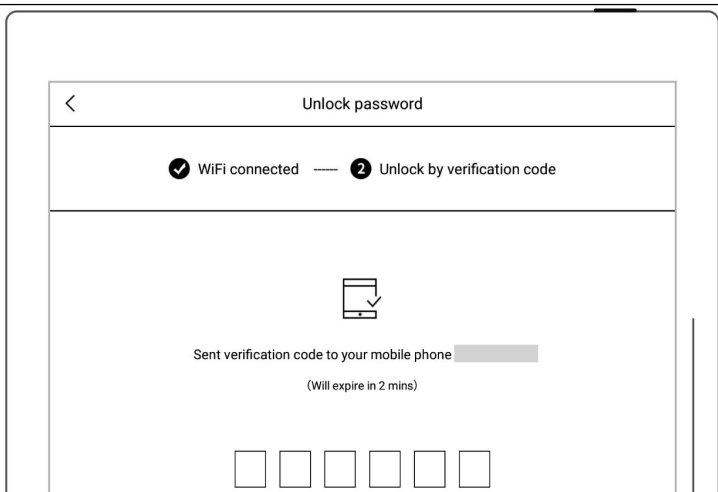 Unlock password
WiFi connected ------ 2 Unlock by verification code
Sent verification code to your mobile phone
(Will expire in 2 mins)